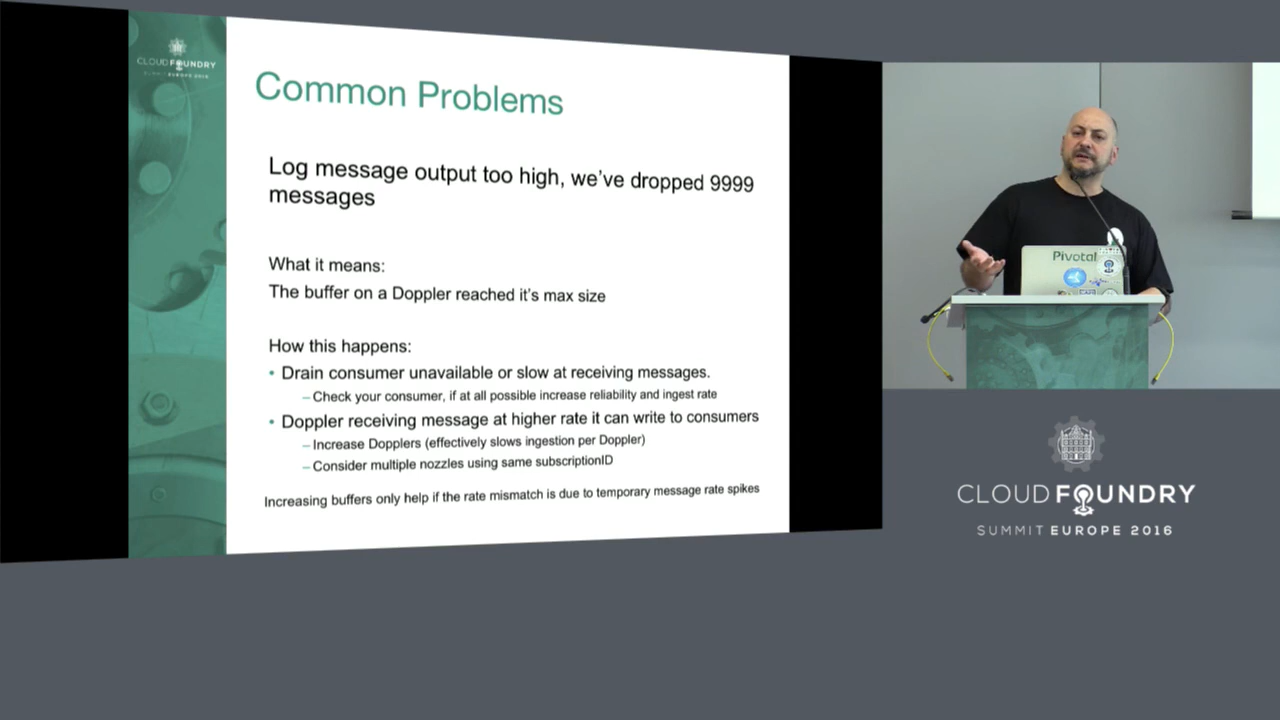 CLOUD FOUNDRY
SUMMIT EUROPE 2016
Common Problems
Log message output too high, we've dropped 9999
messages
What it means:
The buffer on a Doppler reached it's max size
How this happens:
• Drain consumer unavailable or slow at receiving messages.
– Check your consumer, if at all possible increase reliability and ingest rate
• Doppler receiving message at higher rate it can write to consumers
– Increase Dopplers (effectively slows ingestion per Doppler)
– Consider multiple nozzles using same subscriptionID
Increasing buffers only help if the rate mismatch is due to temporary message rate spikes
Pivotal
CLOUD FOUNDRY
SUMMIT EUROPE 2016